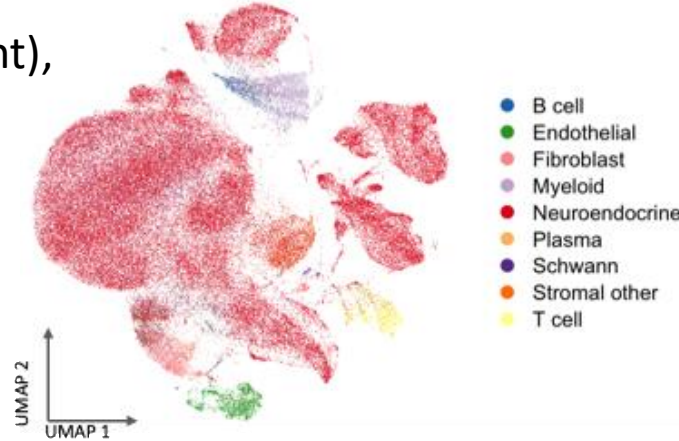 nt),
B cell
Endothelial
Fibroblast
Myeloid
Neuroendocrine
Plasma
Schwann
Stromal other
T cell
UMAP 2
UMAP 1